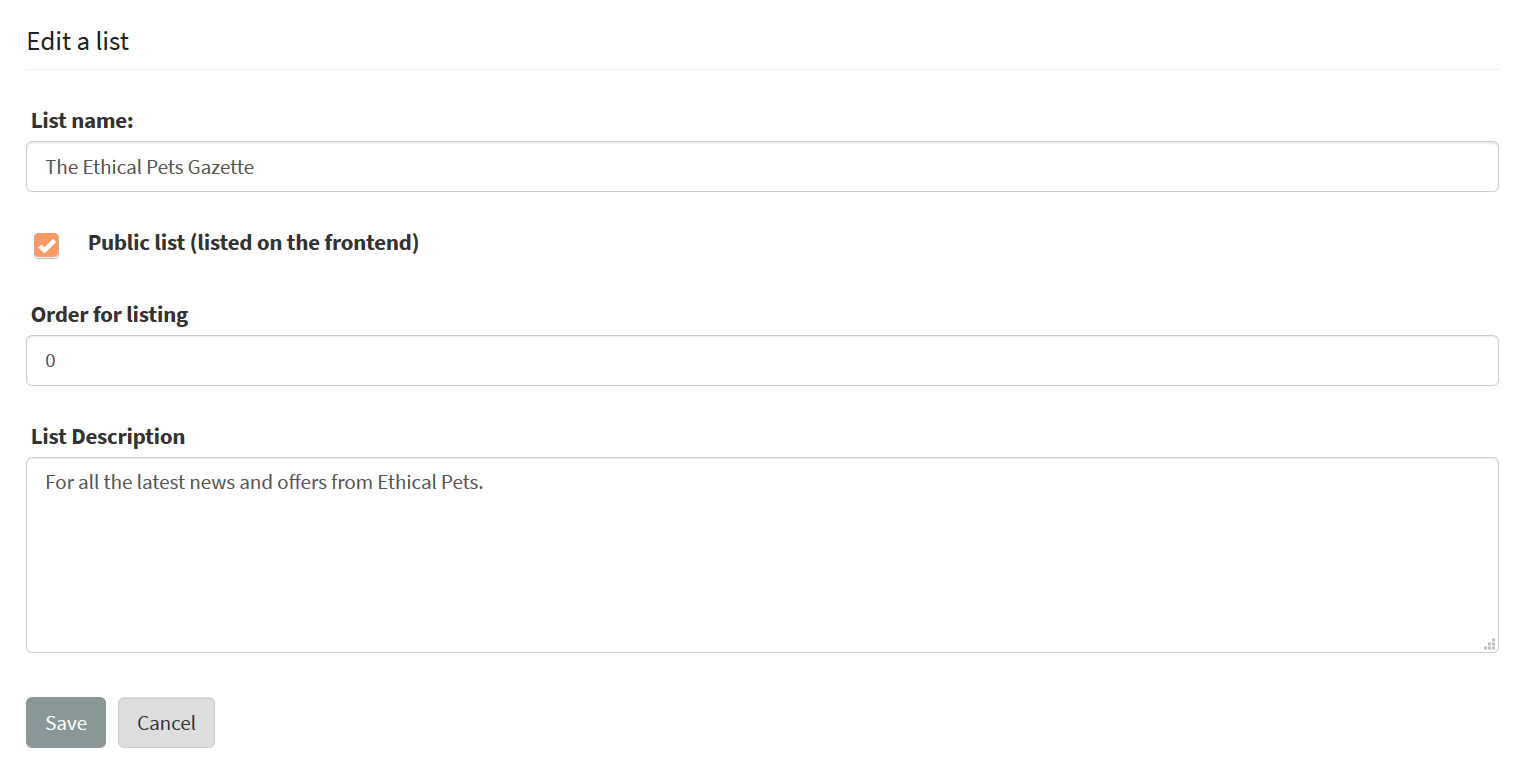 Edit a list
List name:
The Ethical Pets Gazette
Public list (listed on the frontend)
Order for listing
0
List Description
For all the latest news and offers from Ethical Pets.
Save
Cancel